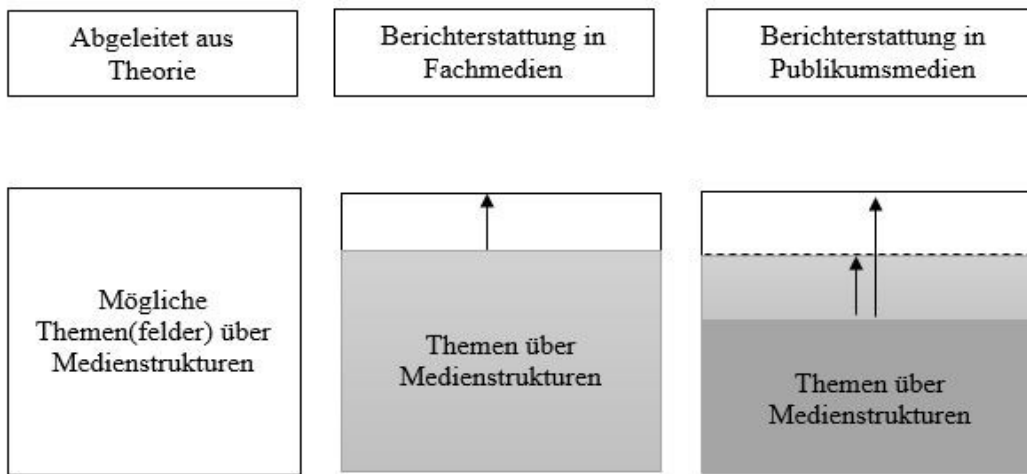 Abgeleitet aus
Theorie
Berichterstattung in
Fachmedien
Berichterstattung in
Publikumsmedien
Mögliche
Themen(felder) über
Medienstrukturen
Themen über
Medienstrukturen
Themen über
Medienstrukturen